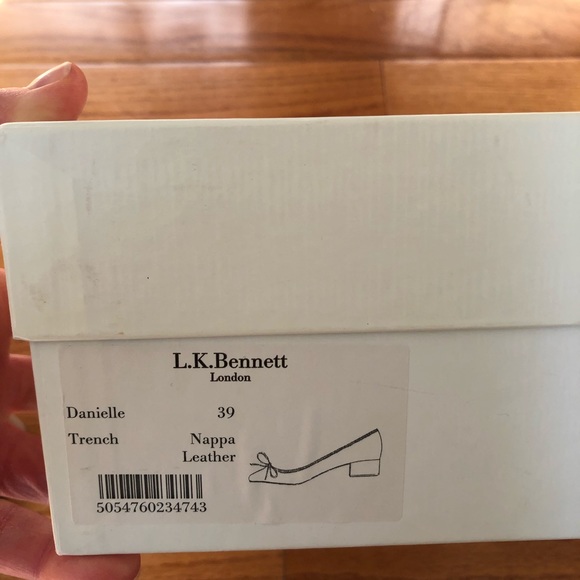 L.K.Bennett
London
Danielle 39
Trench Nappa
Leather
5054760234743